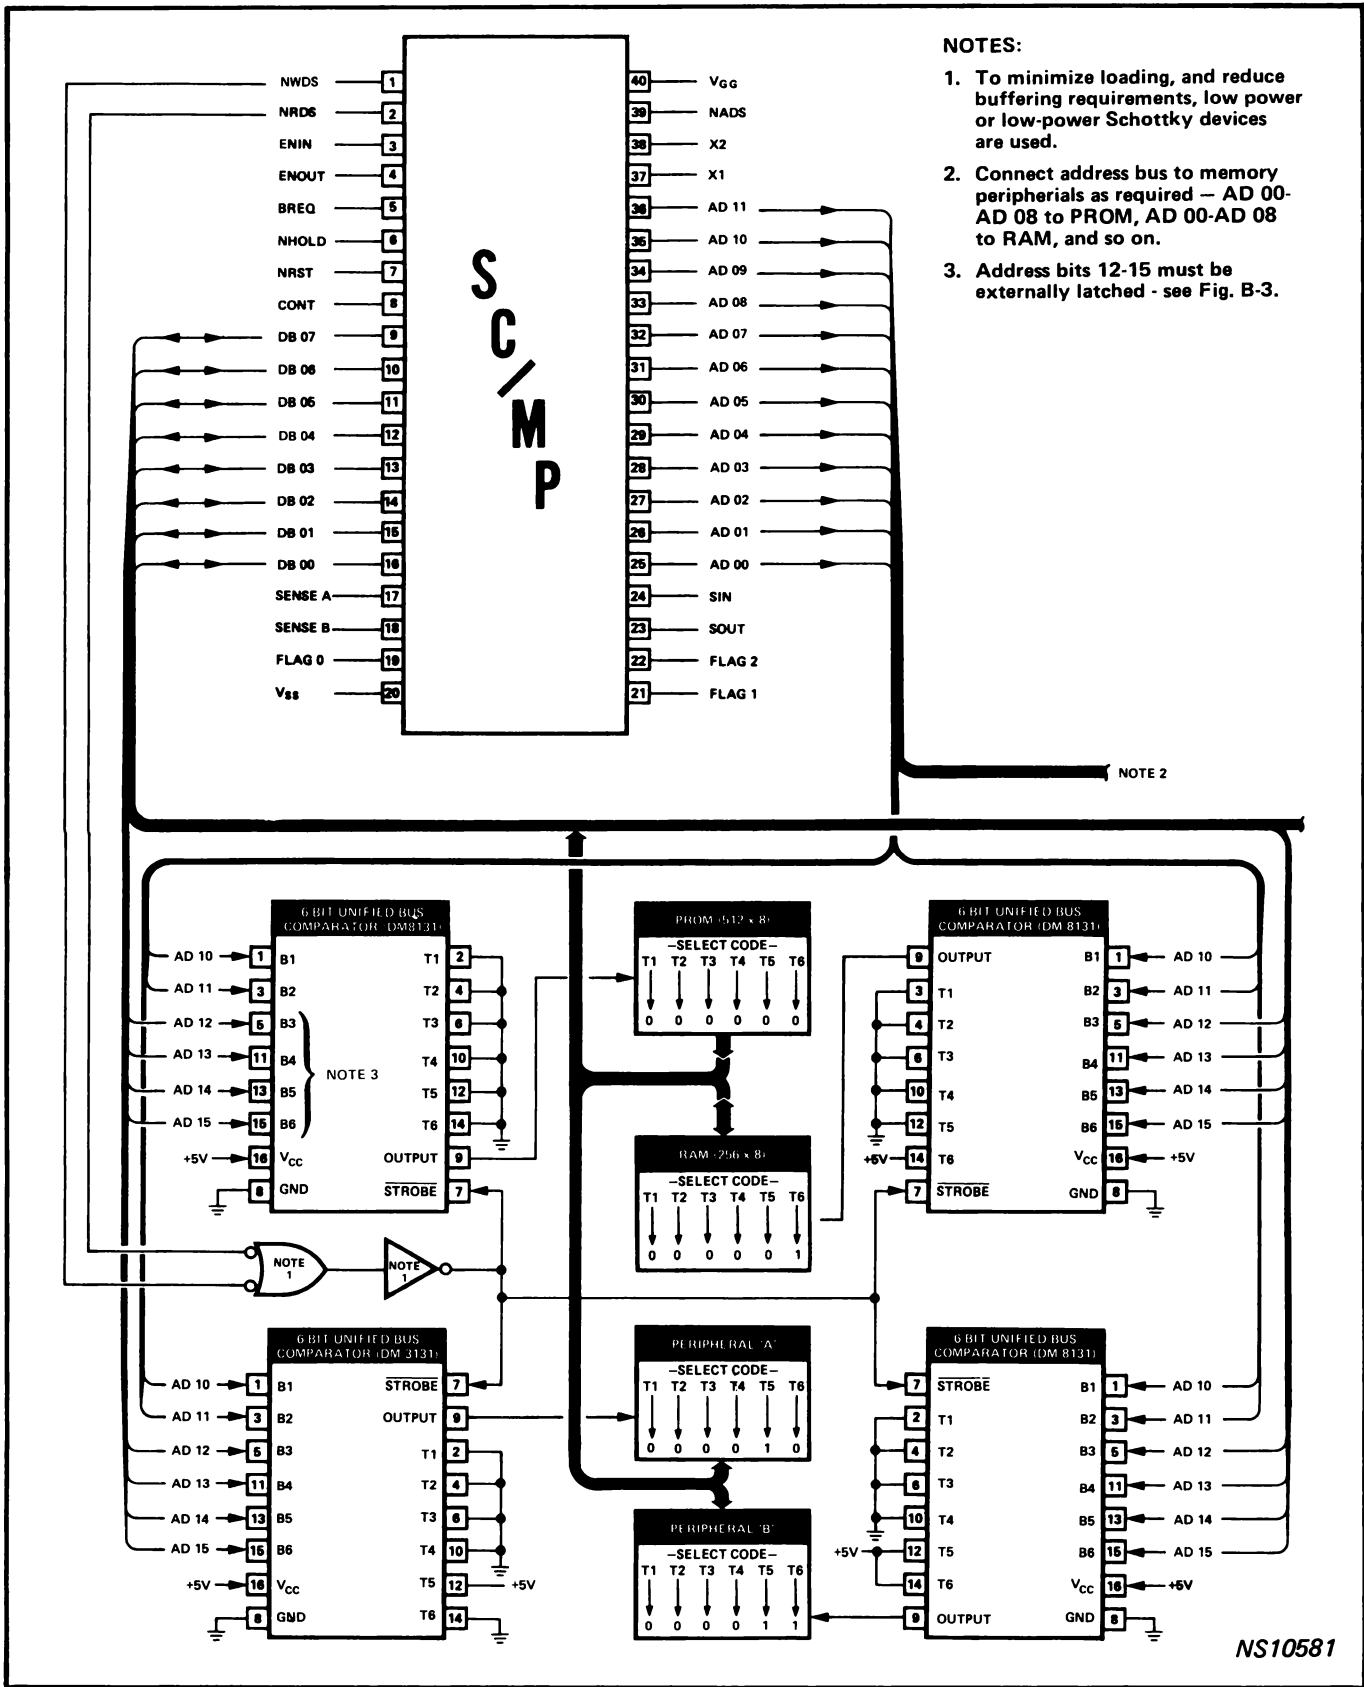 NOTES:
1. To minimize loading, and reduce
buffering requirements, low power
or low-power Schottky devices
are used.
2. Connect address bus to memory
peripherials as required — AD 00-
AD 08 to PROM, AD 00-AD 08
to RAM, and so on.
3. Address bits 12-15 must be
externally latched - see Fig. B-3.
NWDS 1
NRDS 2
ENIN 3
ENOUT 4
BREQ 5
NHOLD 6
NRST 7
CONT 8
DB 07 9
DB 06 10
DB 05 11
DB 04 12
DB 03 13
DB 02 14
DB 01 15
DB 00 16
SENSE A 17
SENSE B 18
FLAG 0 19
VSS 20
SC/MP
40 VGG
39 NADS
38 X2
37 X1
36 AD 11
35 AD 10
34 AD 09
33 AD 08
32 AD 07
31 AD 06
30 AD 05
29 AD 04
28 AD 03
27 AD 02
26 AD 01
25 AD 00
24 SIN
23 SOUT
22 FLAG 2
21 FLAG 1
NOTE 2
6 BIT UNIFIED BUS
COMPARATOR (DM8131)
AD 10 1 B1 T1 2
AD 11 3 B2 T2 4
AD 12 5 B3 T3 6
AD 13 11 B4 T4 10
AD 14 13 B5 T5 12
AD 15 15 B6 T6 14
NOTE 3
+5V 16 VCC OUTPUT 9
8 GND STROBE 7
PROM (512 x 8)
—SELECT CODE—
T1 T2 T3 T4 T5 T6
0 0 0 0 0 0
RAM (256 x 8)
—SELECT CODE—
T1 T2 T3 T4 T5 T6
0 0 0 0 0 1
6 BIT UNIFIED BUS
COMPARATOR (DM 8131)
9 OUTPUT B1 1 AD 10
3 T1 B2 3 AD 11
4 T2 B3 5 AD 12
6 T3 B4 11 AD 13
10 T4 B5 13 AD 14
12 T5 B6 15 AD 15
+5V 14 T6 VCC 16 +5V
7 STROBE GND 8
NOTE
1
NOTE
1
6 BIT UNIFIED BUS
COMPARATOR (DM 3131)
AD 10 1 B1 STROBE 7
AD 11 3 B2 OUTPUT 9
AD 12 5 B3 T1 2
AD 13 11 B4 T2 4
AD 14 13 B5 T3 6
AD 15 15 B6 T4 10
+5V 16 VCC T5 12 +5V
8 GND T6 14
PERIPHERAL 'A'
—SELECT CODE—
T1 T2 T3 T4 T5 T6
0 0 0 0 1 0
PERIPHERAL 'B'
—SELECT CODE—
T1 T2 T3 T4 T5 T6
0 0 0 0 1 1
6 BIT UNIFIED BUS
COMPARATOR (DM 8131)
7 STROBE B1 1 AD 10
2 T1 B2 3 AD 11
4 T2 B3 5 AD 12
6 T3 B4 11 AD 13
10 T4 B5 13 AD 14
+5V 12 T5 B6 15 AD 15
14 T6 VCC 16 +5V
9 OUTPUT GND 8
NS10581